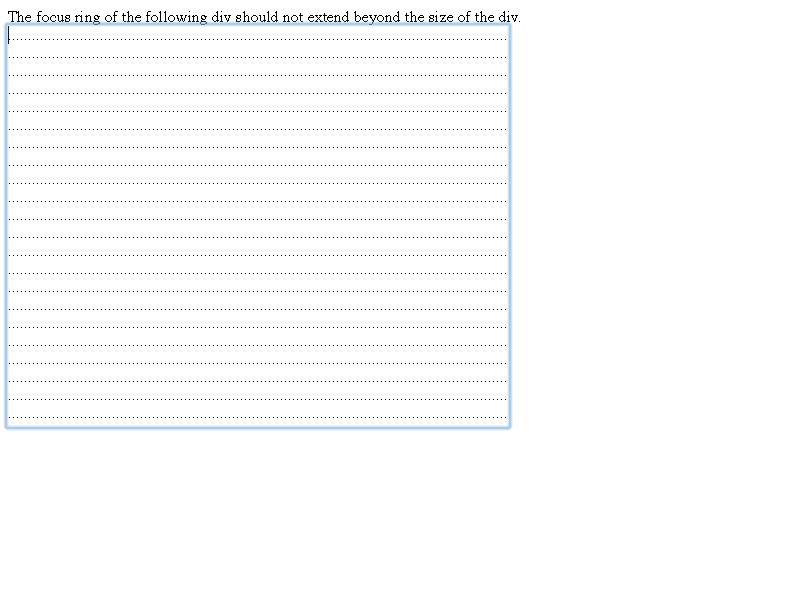 The focus ring of the following div should not extend beyond the size of the div.